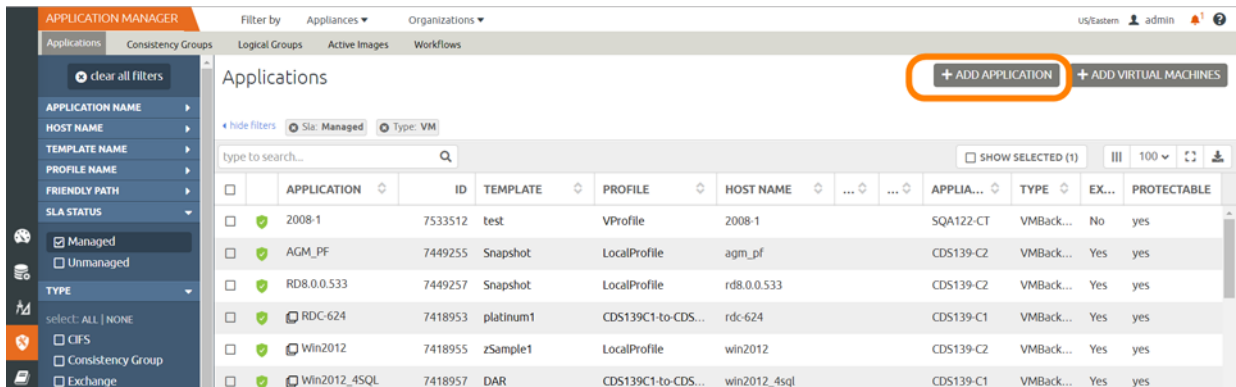 APPLICATION MANAGER Filter by Appliances Organizations US/Eastern admin 1
Applications Consistency Groups Logical Groups Active Images Workflows
clear all filters
APPLICATION NAME
HOST NAME
TEMPLATE NAME
PROFILE NAME
FRIENDLY PATH
SLA STATUS
Managed
Unmanaged
TYPE
select: ALL | NONE
CIFS
Consistency Group
Exchange
Applications
+ ADD APPLICATION + ADD VIRTUAL MACHINES
hide filters Sla: Managed Type: VM
type to search... SHOW SELECTED (1) 100
APPLICATION ID TEMPLATE PROFILE HOST NAME ... ... APPLIA... TYPE EX... PROTECTABLE
2008-1 7533512 test VProfile 2008-1 SQA122-CT VMBack... No yes
AGM_PF 7449255 Snapshot LocalProfile agm_pf CDS139-C2 VMBack... Yes yes
RD8.0.0.533 7449257 Snapshot LocalProfile rd8.0.0.533 CDS139-C2 VMBack... Yes yes
RDC-624 7418953 platinum1 CDS139C1-to-CDS... rdc-624 CDS139-C1 VMBack... Yes yes
Win2012 7418955 zSample1 LocalProfile win2012 CDS139-C2 VMBack... Yes yes
Win2012_4SQL 7418957 DAR CDS139C1-to-CDS... win2012_4sql CDS139-C1 VMBack... Yes yes